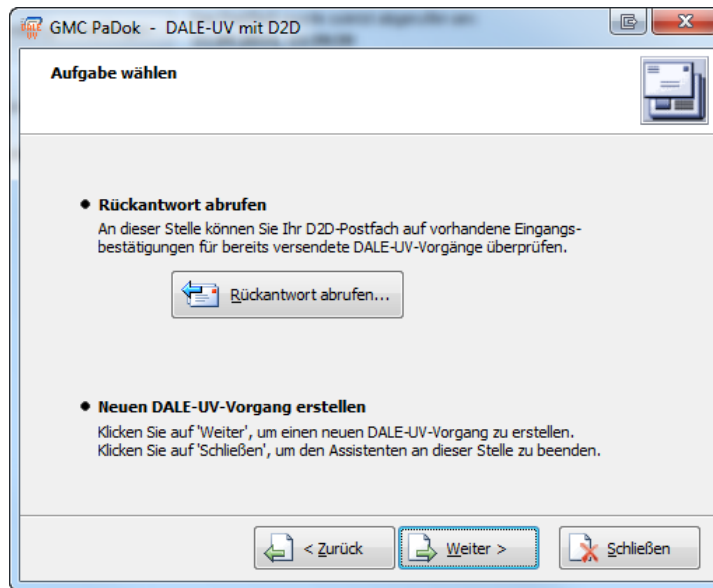 DALE
UV
GMC PaDok - DALE-UV mit D2D
Aufgabe wählen
● Rückantwort abrufen
An dieser Stelle können Sie Ihr D2D-Postfach auf vorhandene Eingangs-
bestätigungen für bereits versendete DALE-UV-Vorgänge überprüfen.
Rückantwort abrufen...
● Neuen DALE-UV-Vorgang erstellen
Klicken Sie auf 'Weiter', um einen neuen DALE-UV-Vorgang zu erstellen.
Klicken Sie auf 'Schließen', um den Assistenten an dieser Stelle zu beenden.
< Zurück
Weiter >
Schließen